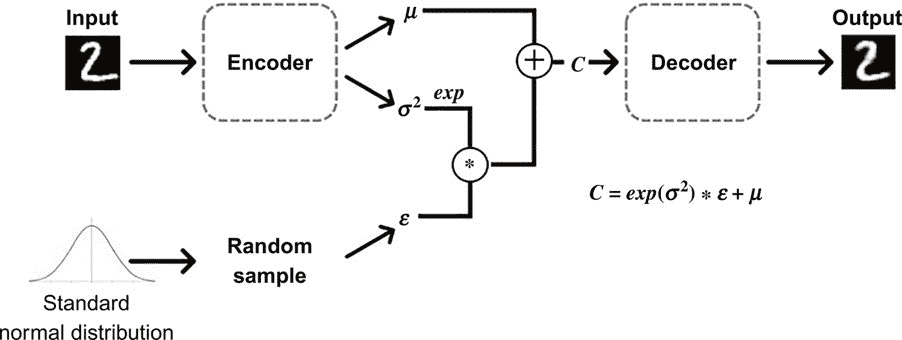 Input
Output
μ
Encoder
+
C
Decoder
σ² exp
*
C = exp(σ²) * ε + μ
ε
Random
sample
Standard
normal distribution